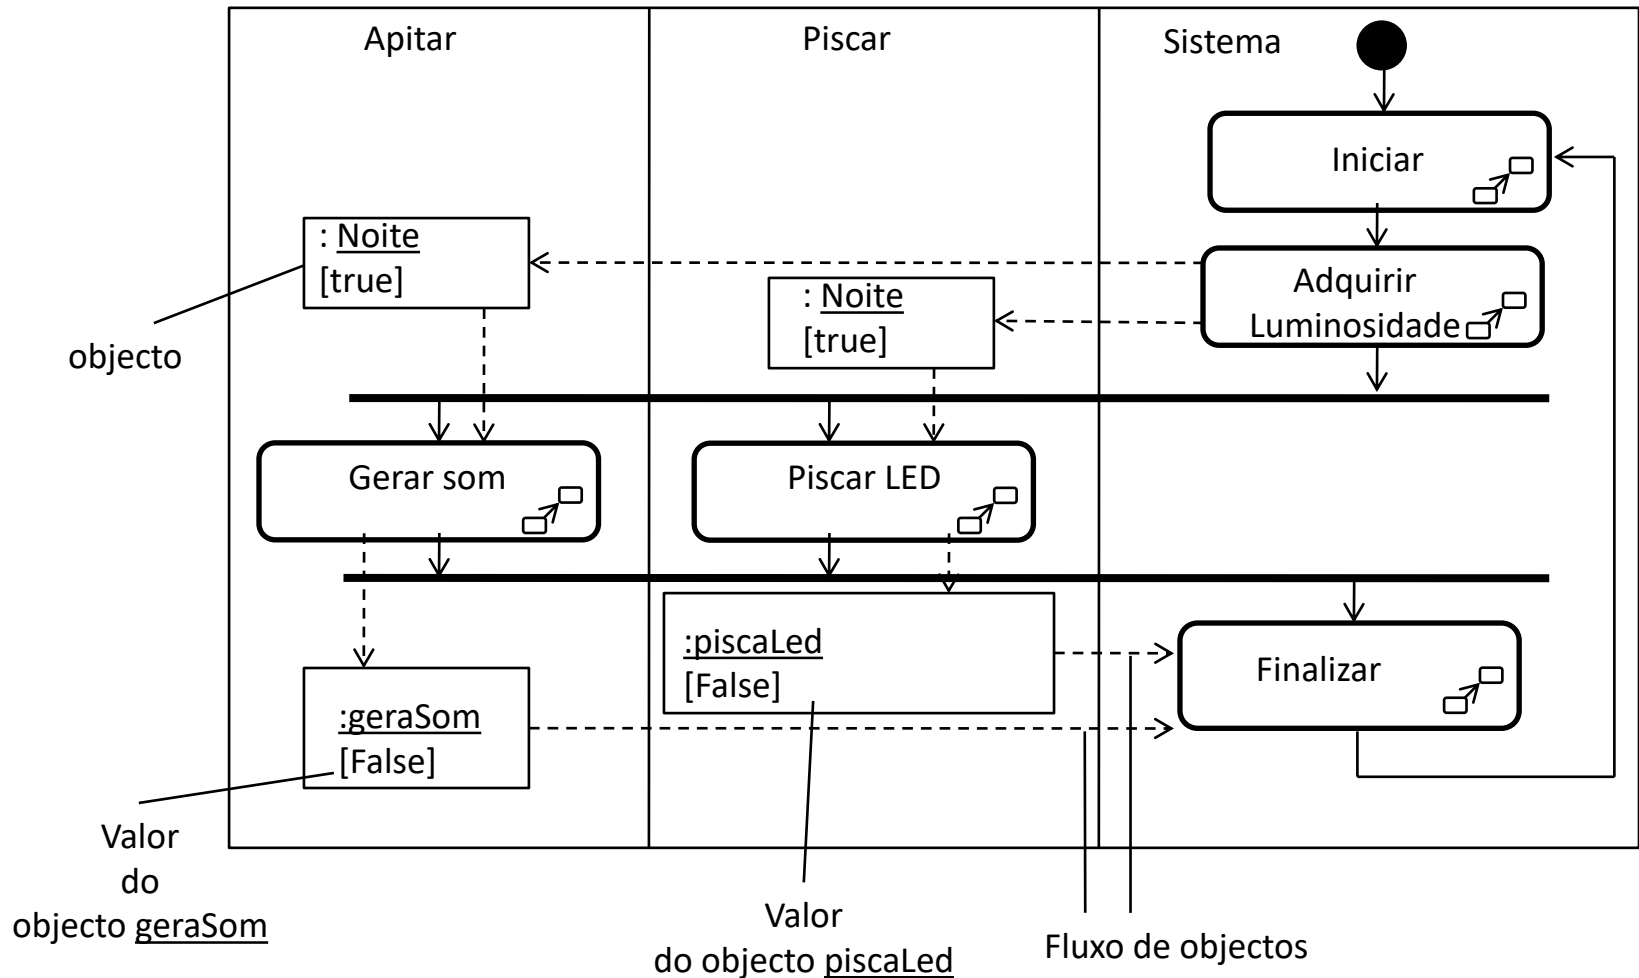 Apitar
Piscar
Sistema
Iniciar
: Noite
[true]
: Noite
[true]
Adquirir
Luminosidade
objecto
Gerar som
Piscar LED
:piscaLed
[False]
Finalizar
:geraSom
[False]
Valor
do
objecto geraSom
Valor
do objecto piscaLed
Fluxo de objectos